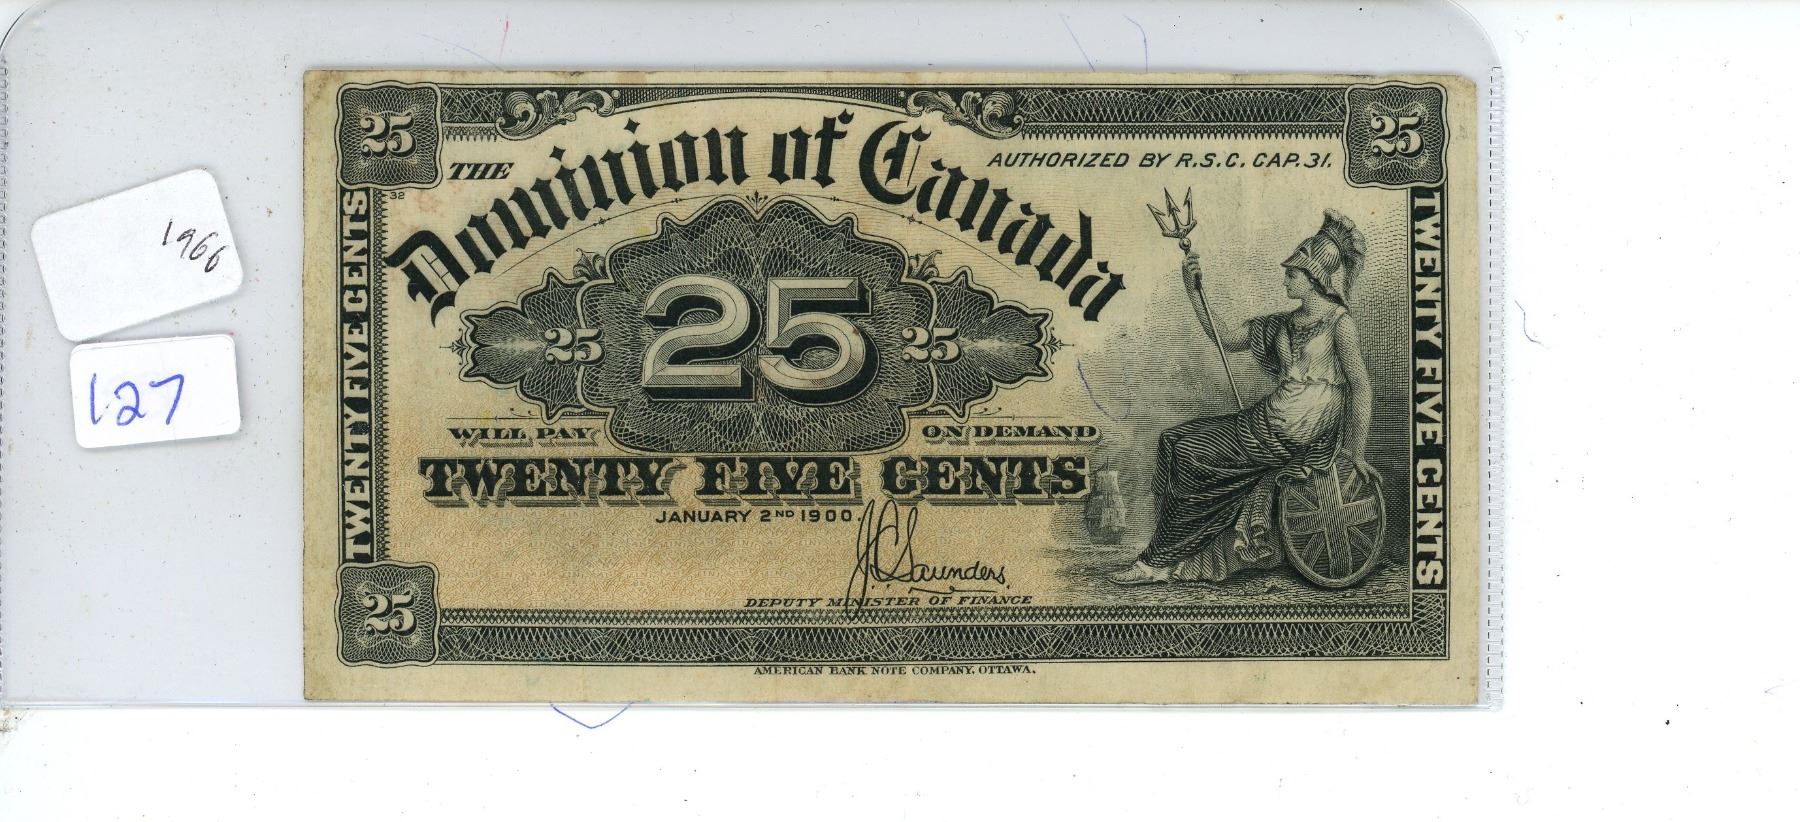 1966
127
25
25
THE Dominion of Canada
AUTHORIZED BY R.S.C. CAP. 31.
32
TWENTY FIVE CENTS
25 25 25
TWENTY FIVE CENTS
WILL PAY ON DEMAND
TWENTY FIVE CENTS
JANUARY 2ND 1900.
J.C. Saunders.
DEPUTY MINISTER OF FINANCE
25
AMERICAN BANK NOTE COMPANY, OTTAWA.